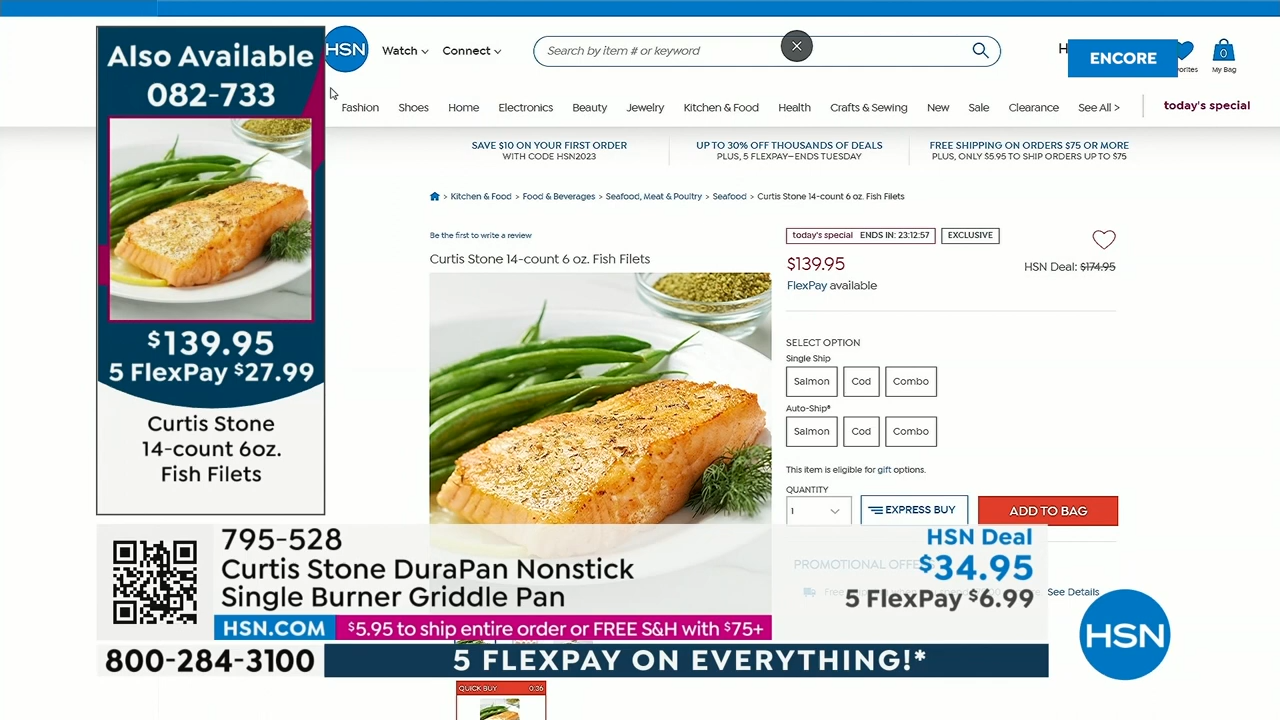 Also Available
082-733
$139.95
5 FlexPay $27.99
Curtis Stone
14-count 6oz.
Fish Filets
HSN
Watch
Connect
Search by item # or keyword
ENCORE
0
My Bag
Fashion
Shoes
Home
Electronics
Beauty
Jewelry
Kitchen & Food
Health
Crafts & Sewing
New
Sale
Clearance
See All >
today's special
SAVE $10 ON YOUR FIRST ORDER
WITH CODE HSN2023
UP TO 30% OFF THOUSANDS OF DEALS
PLUS, 5 FLEXPAY—ENDS TUESDAY
FREE SHIPPING ON ORDERS $75 OR MORE
PLUS, ONLY $5.95 TO SHIP ORDERS UP TO $75
> Kitchen & Food > Food & Beverages > Seafood, Meat & Poultry > Seafood > Curtis Stone 14-count 6 oz. Fish Filets
Be the first to write a review
Curtis Stone 14-count 6 oz. Fish Filets
today's special ENDS IN: 23:12:57
EXCLUSIVE
$139.95
HSN Deal: $174.95
FlexPay available
SELECT OPTION
Single Ship
Salmon
Cod
Combo
Auto-Ship®
Salmon
Cod
Combo
This item is eligible for gift options.
QUANTITY
1
EXPRESS BUY
ADD TO BAG
See Details
795-528
Curtis Stone DuraPan Nonstick
Single Burner Griddle Pan
HSN Deal
$34.95
5 FlexPay $6.99
HSN.COM
$5.95 to ship entire order or FREE S&H with $75+
800-284-3100
5 FLEXPAY ON EVERYTHING!*
HSN
QUICK BUY 0:36